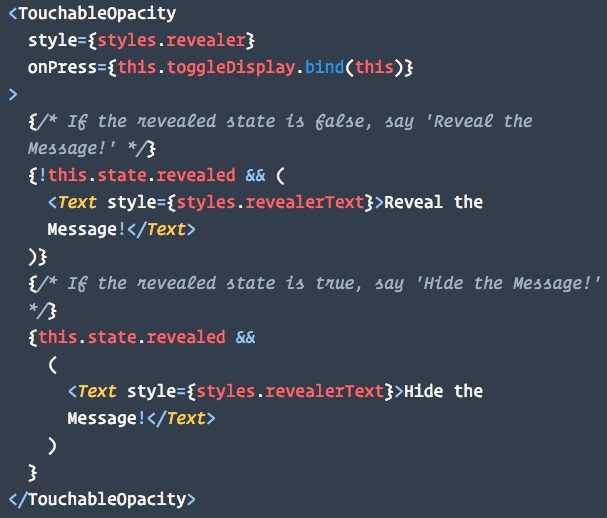 <TouchableOpacity
  style={styles.revealer}
  onPress={this.toggleDisplay.bind(this)}
>
  {/* If the revealed state is false, say 'Reveal the
  Message!' */}
  {!this.state.revealed && (
    <Text style={styles.revealerText}>Reveal the
    Message!</Text>
  )}
  {/* If the revealed state is true, say 'Hide the Message!'
  */}
  {this.state.revealed &&
    (
      <Text style={styles.revealerText}>Hide the
      Message!</Text>
    )
  }
</TouchableOpacity>